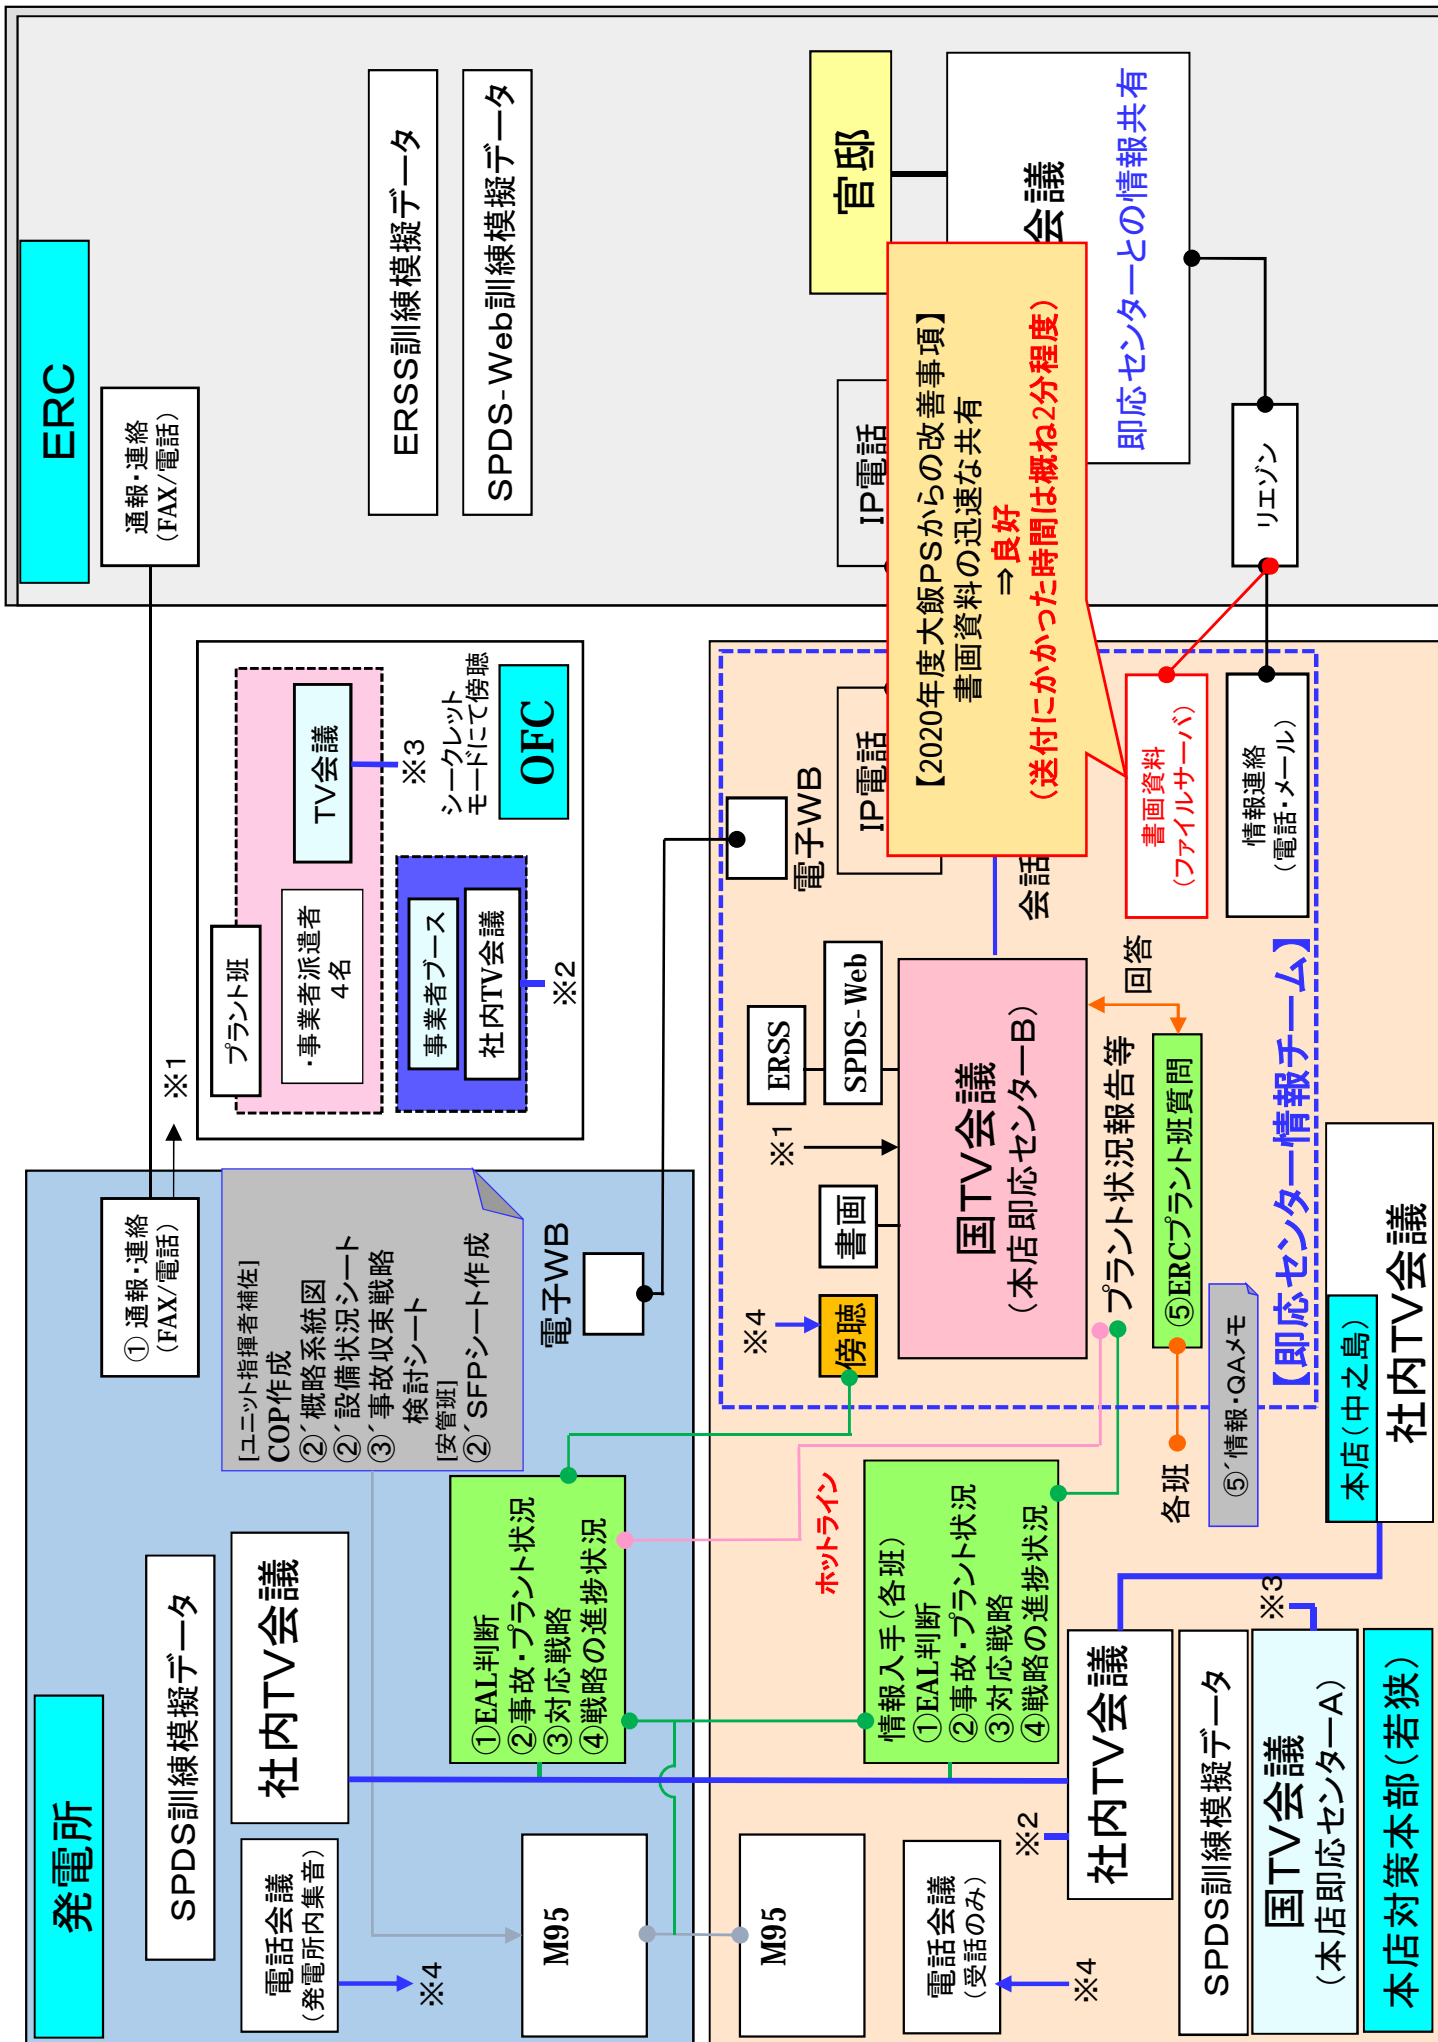 発電所
SPDS訓練模擬データ
電話会議
(発電所内集音)
※4
社内TV会議
M95
①EAL判断
②事故・プラント状況
③対応戦略
④戦略の進捗状況
① 通報・連絡
(FAX/電話)
※1
[ユニット指揮者補佐]
COP作成
②´概略系統図
②´設備状況シート
③´事故収束戦略
検討シート
[安管班]
②´SFPシート作成
電子WB
プラント班
・事業者派遣者
4名
TV会議
※3
シークレット
モードにて傍聴
OFC
事業者ブース
社内TV会議
※2
ERC
通報・連絡
(FAX/電話)
ERSS訓練模擬データ
SPDS-Web訓練模擬データ
官邸
IP電話
会議
即応センターとの情報共有
リエゾン
【2020年度大飯PSからの改善事項】
書画資料の迅速な共有
⇒良好
(送付にかかった時間は概ね2分程度)
M95
電話会議
(受話のみ)
※4
※2
社内TV会議
SPDS訓練模擬データ
国TV会議
(本店即応センターA)
※3
本店対策本部(若狭)
ホットライン
情報入手(各班)
①EAL判断
②事故・プラント状況
③対応戦略
④戦略の進捗状況
※4
傍聴
書画
※1
ERSS
SPDS-Web
電子WB
IP電話
会話
国TV会議
(本店即応センターB)
プラント状況報告等
回答
⑤ERCプラント班質問
各班
⑤´情報・QAメモ
【即応センター情報チーム】
書画資料
(ファイルサーバ)
情報連絡
(電話・メール)
本店(中之島)
社内TV会議